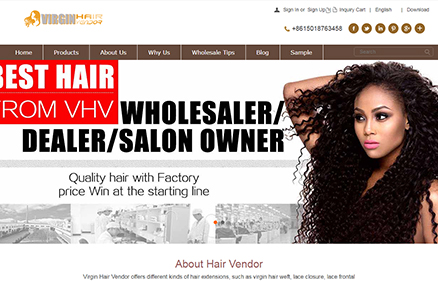 Sign In or Sign Up Inquiry Cart | English | Download
VIRGIN HAIR
VENDOR
+8615018763458
Home Products About Us Why Us Wholesale Tips Blog Sample
BEST HAIR
FROM VHV
WHOLESALER/
DEALER/SALON OWNER
Quality hair with Factory
price Win at the starting line
About Hair Vendor
Virgin Hair Vendor offers different kinds of hair extensions, such as virgin hair weft, lace closure, lace frontal